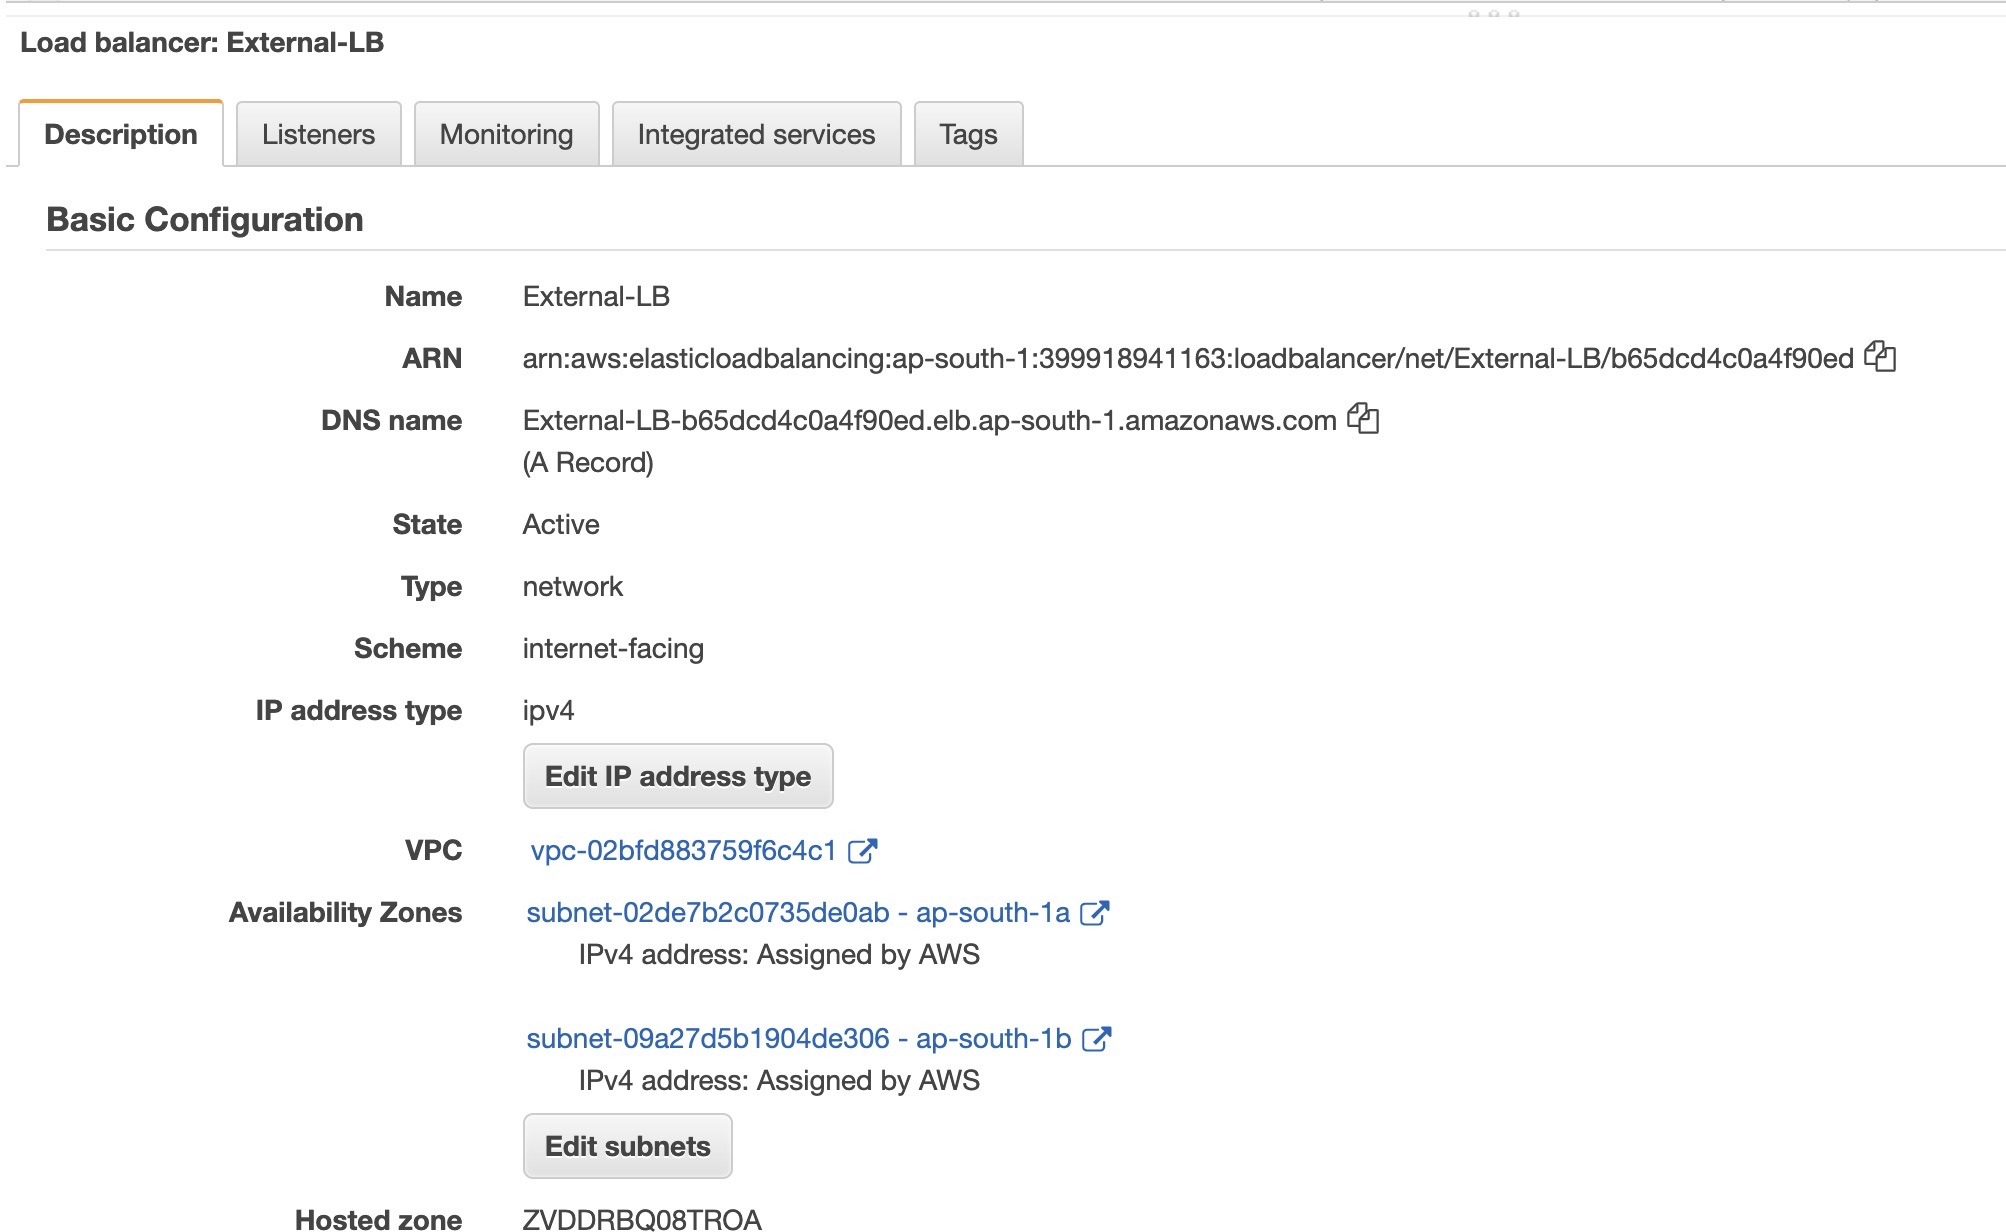 Load balancer: External-LB
Description Listeners Monitoring Integrated services Tags
Basic Configuration
Name External-LB
ARN arn:aws:elasticloadbalancing:ap-south-1:399918941163:loadbalancer/net/External-LB/b65dcd4c0a4f90ed
DNS name External-LB-b65dcd4c0a4f90ed.elb.ap-south-1.amazonaws.com
(A Record)
State Active
Type network
Scheme internet-facing
IP address type ipv4
Edit IP address type
VPC vpc-02bfd883759f6c4c1
Availability Zones subnet-02de7b2c0735de0ab - ap-south-1a
IPv4 address: Assigned by AWS
subnet-09a27d5b1904de306 - ap-south-1b
IPv4 address: Assigned by AWS
Edit subnets
Hosted zone ZVDDRBQ08TROA